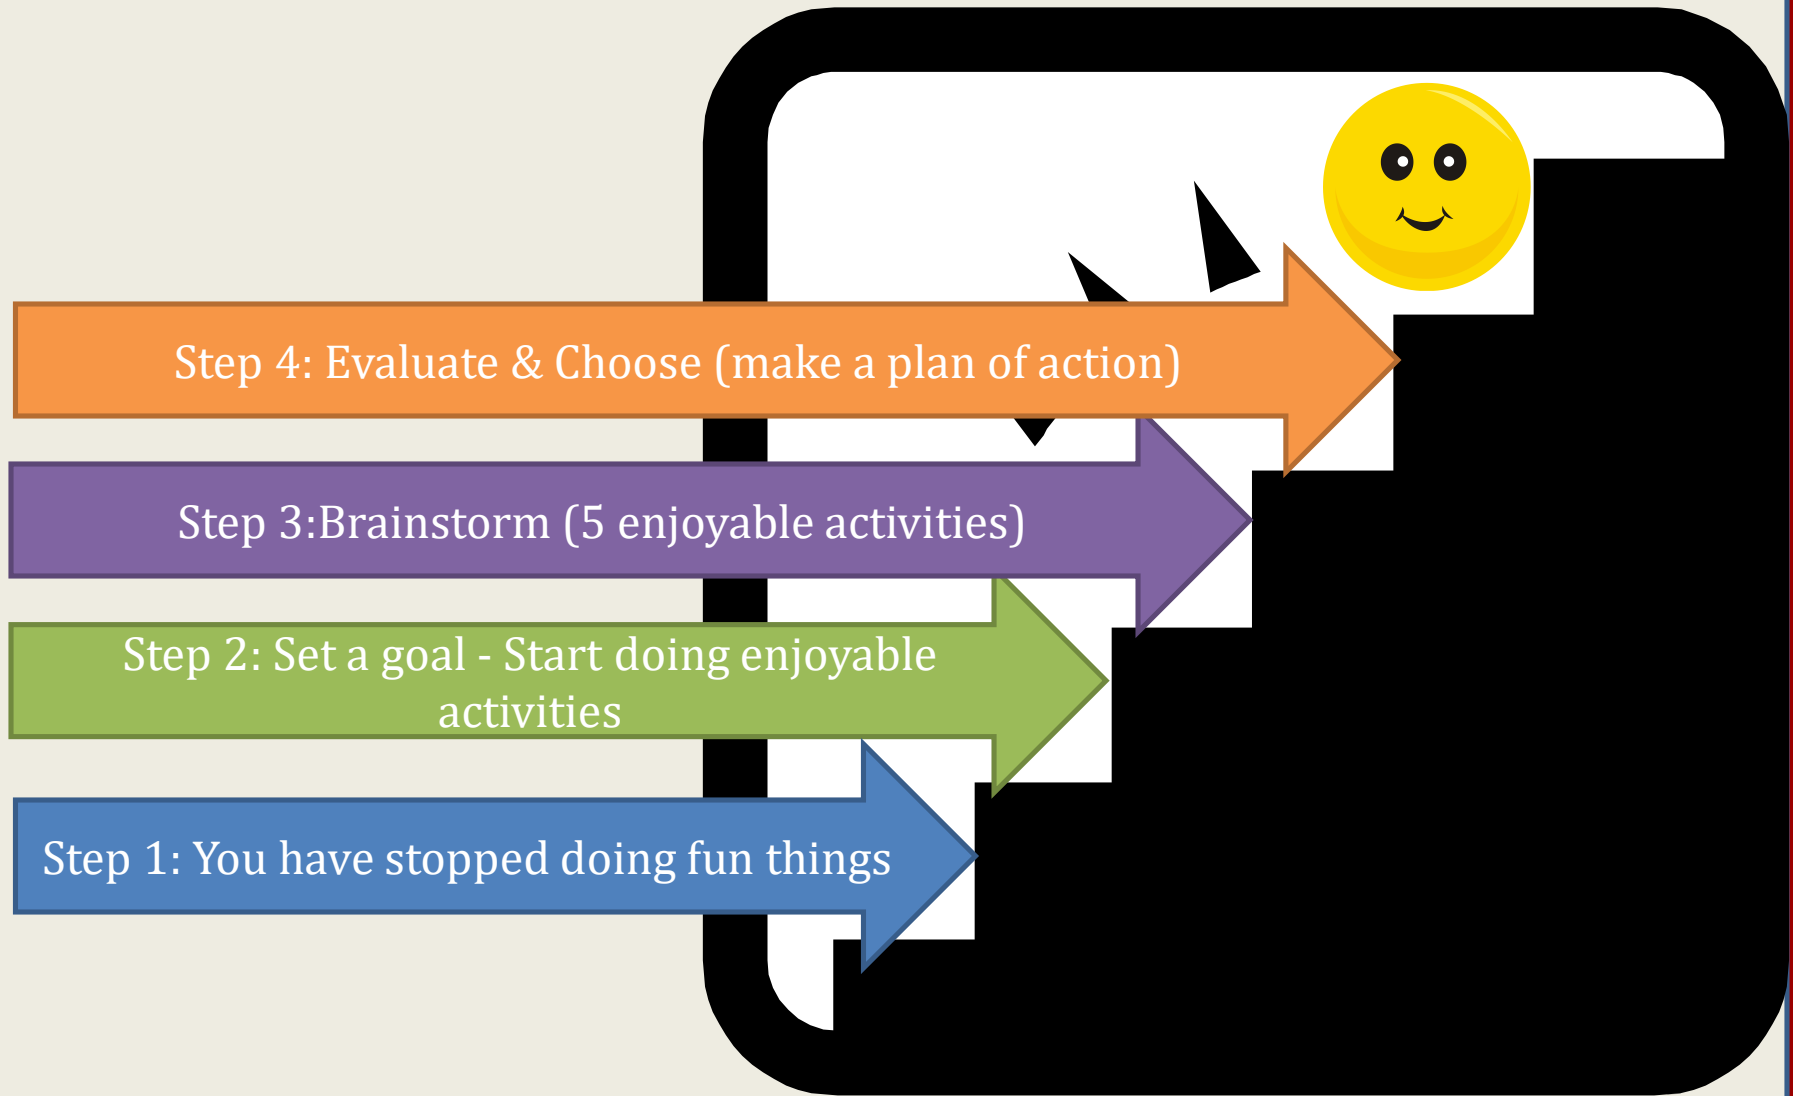 Step 4: Evaluate & Choose (make a plan of action)
Step 3:Brainstorm (5 enjoyable activities)
Step 2: Set a goal - Start doing enjoyable
activities
Step 1: You have stopped doing fun things